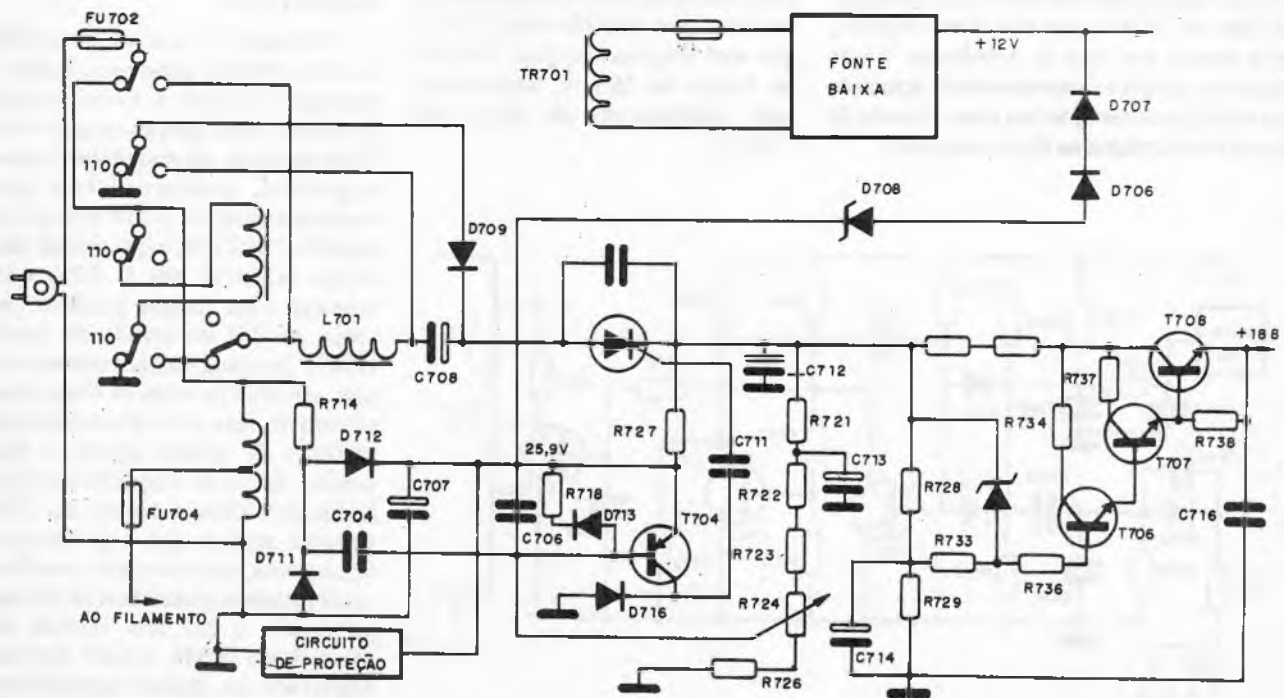 FU702
TR701
+12V
FONTE
BAIXA
D707
D706
D708
110
D709
110
L701
110
C708
T708
+188
C712
R737
R714
R721
R734
R738
D712
R727
C711
C713
T707
25,9V
C707
R718
R722
R728
FU704
C704
D713
T704
T706
C716
C706
R723
R733
D711
R736
D716
R724
R729
AO FILAMENTO
C714
CIRCUITO
DE PROTEÇÃO
R726